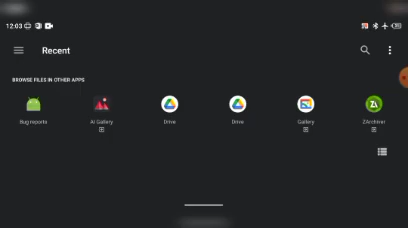 12:03
Recent
BROWSE FILES IN OTHER APPS
Bug reports
AI Gallery
Drive
Drive
Gallery
ZArchiver